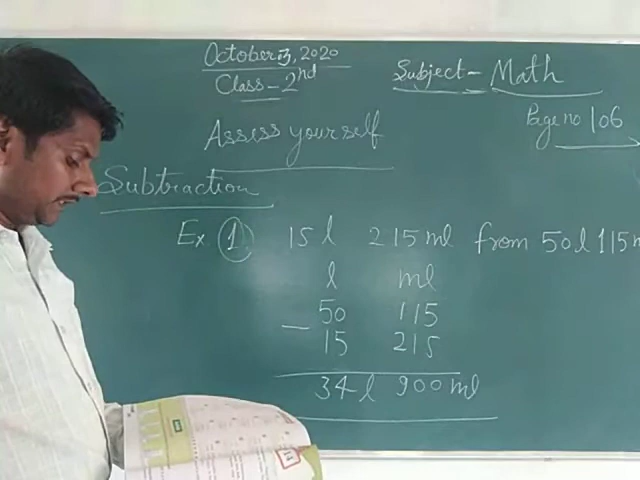 October 3, 2020
Class - 2nd
Subject - Math
Page no 106
Assess yourself
Subtraction
Ex 1. 15 l 215 ml from 50 l 115 m
l ml
50 115
— 15 215
34 l 900 ml